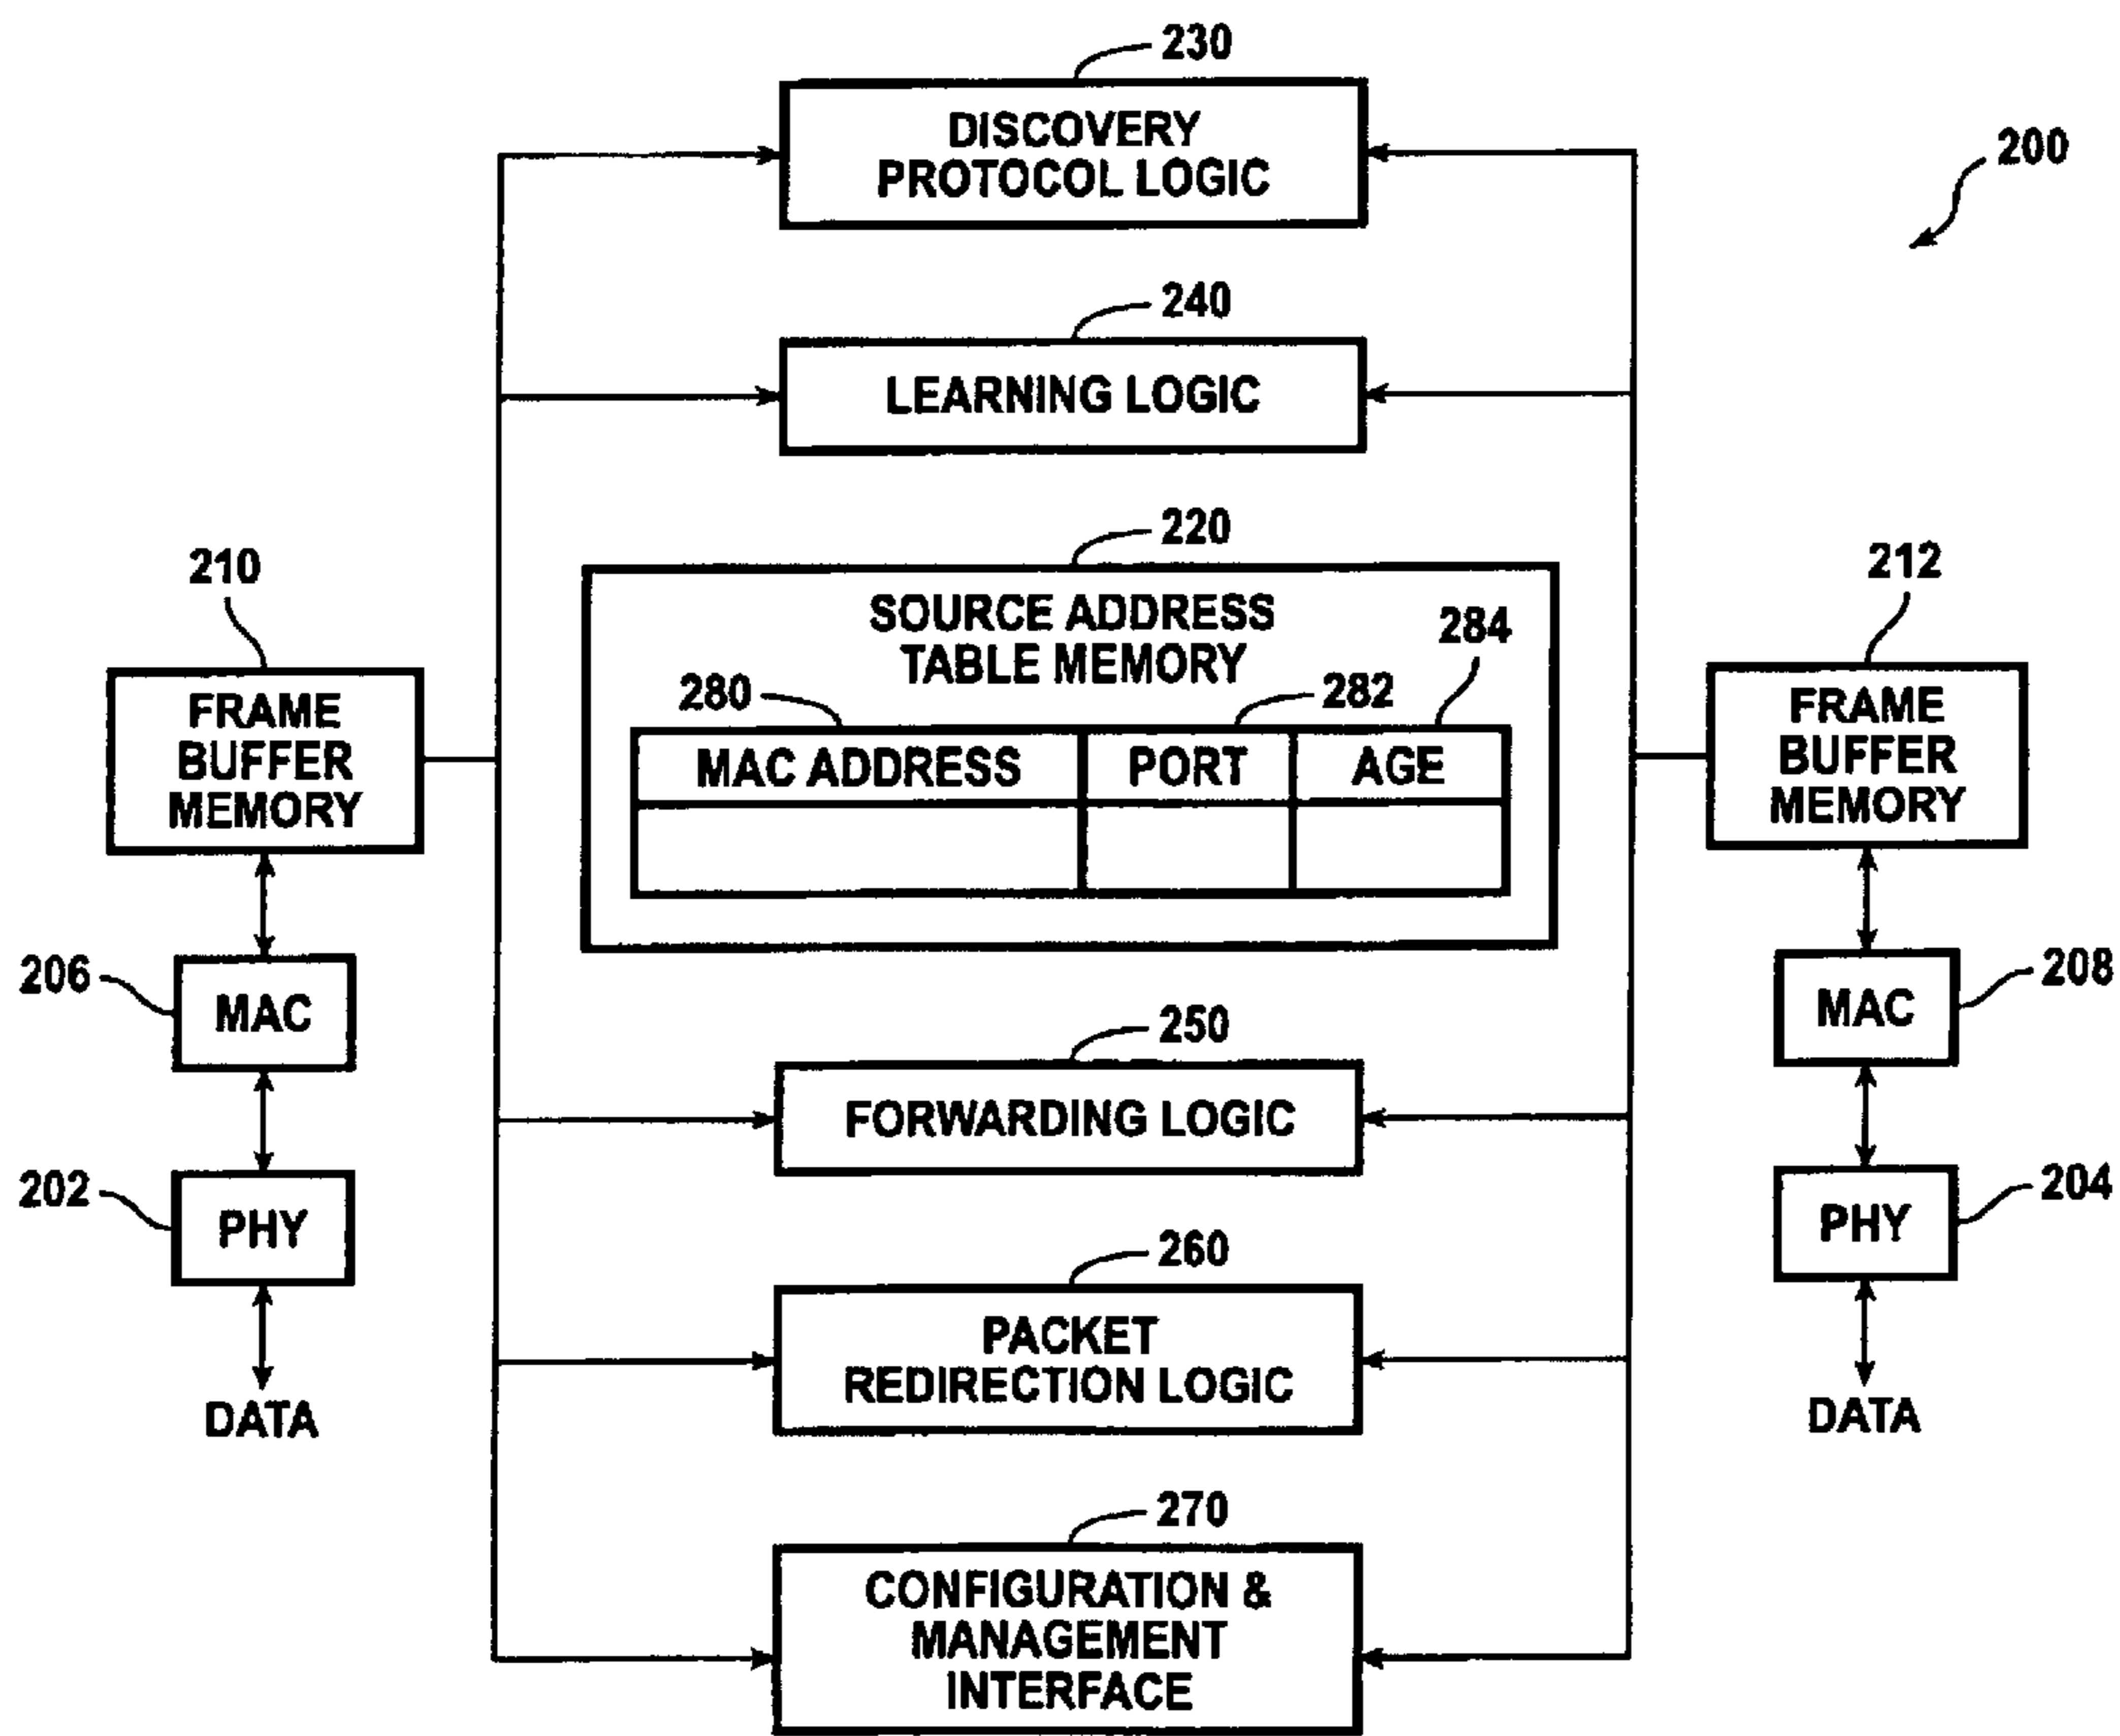 230
DISCOVERY
PROTOCOL LOGIC
200
240
LEARNING LOGIC
220
SOURCE ADDRESS
TABLE MEMORY
280
282
284
MAC ADDRESS
PORT
AGE
210
FRAME
BUFFER
MEMORY
212
FRAME
BUFFER
MEMORY
206
MAC
208
MAC
250
FORWARDING LOGIC
202
PHY
204
PHY
260
PACKET
REDIRECTION LOGIC
DATA
DATA
270
CONFIGURATION &
MANAGEMENT
INTERFACE